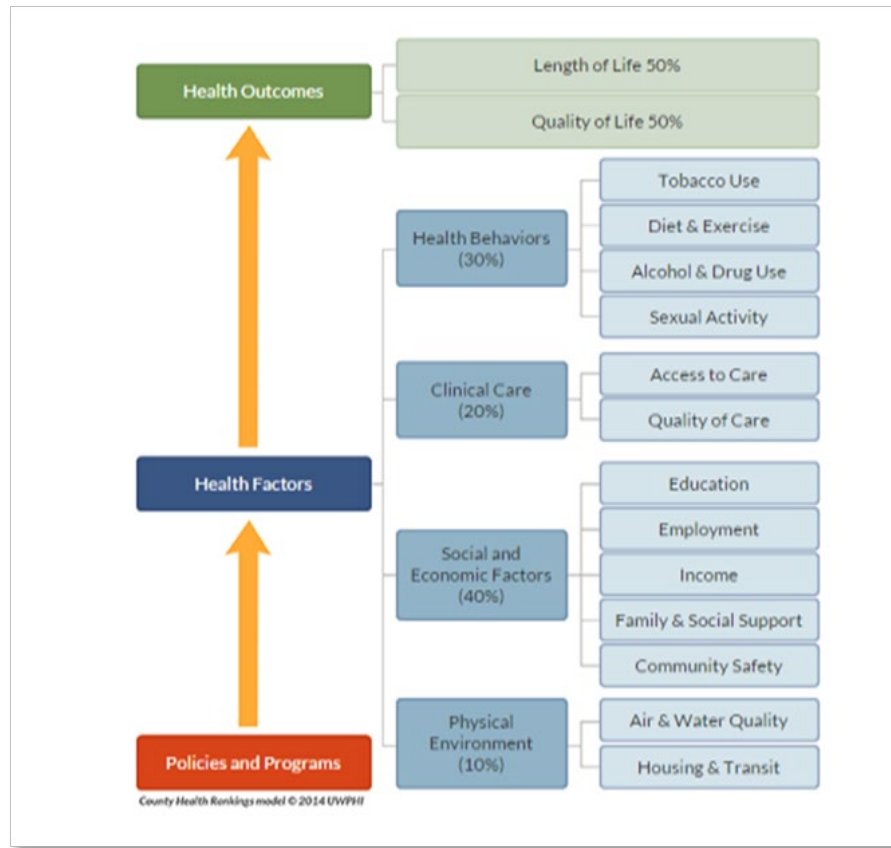 Health Outcomes
Length of Life 50%
Quality of Life 50%
Health Factors
Health Behaviors
(30%)
Tobacco Use
Diet & Exercise
Alcohol & Drug Use
Sexual Activity
Clinical Care
(20%)
Access to Care
Quality of Care
Social and
Economic Factors
(40%)
Education
Employment
Income
Family & Social Support
Community Safety
Physical
Environment
(10%)
Air & Water Quality
Housing & Transit
Policies and Programs
County Health Rankings model © 2014 UWPHI